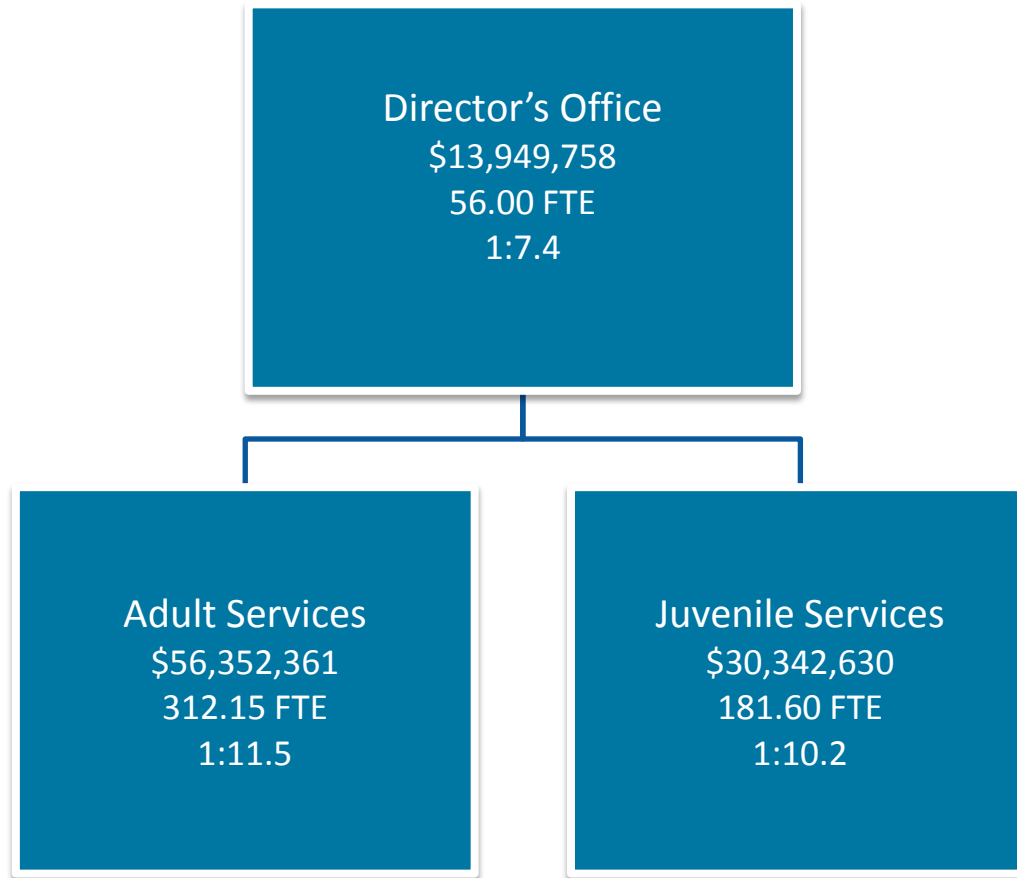 Director’s Office
$13,949,758
56.00 FTE
1:7.4
Adult Services
$56,352,361
312.15 FTE
1:11.5
Juvenile Services
$30,342,630
181.60 FTE
1:10.2